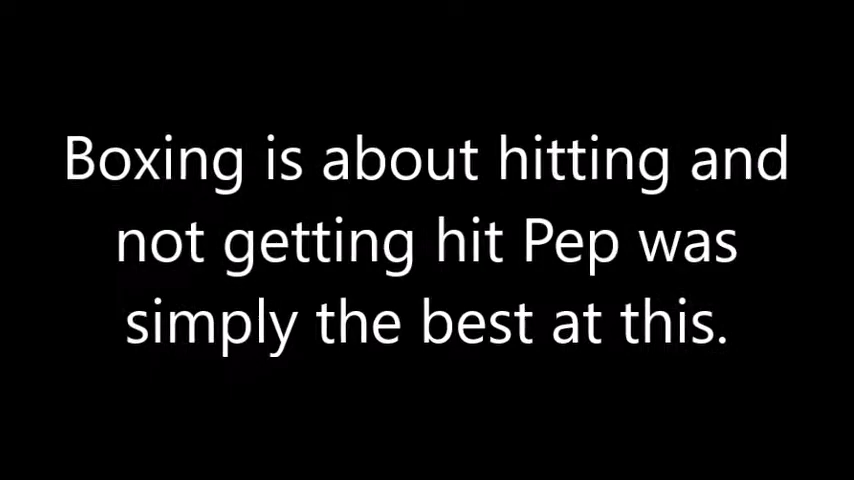 Boxing is about hitting and
not getting hit Pep was
simply the best at this.